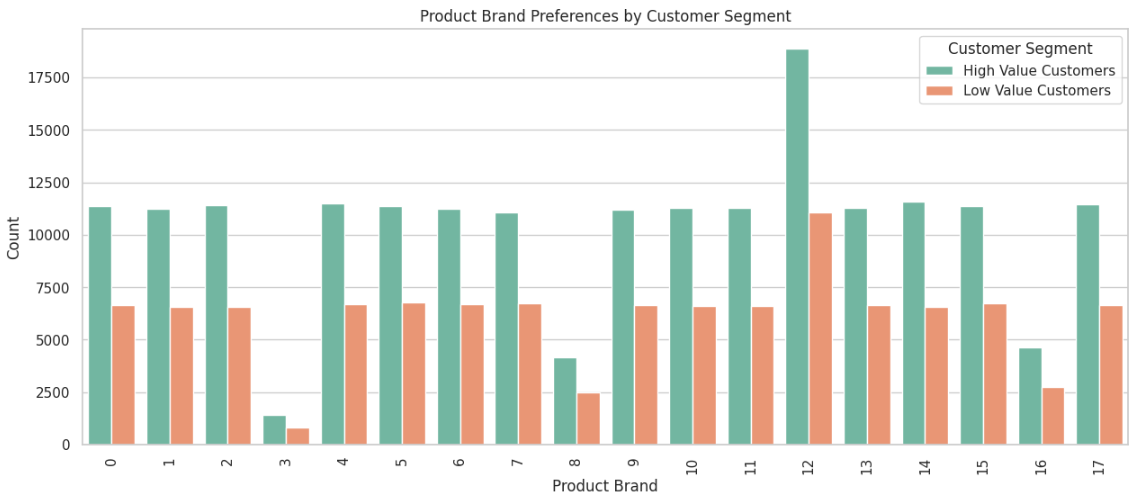 Product Brand Preferences by Customer Segment
Customer Segment
High Value Customers
Low Value Customers
Count
17500
15000
12500
10000
7500
5000
2500
0
0 1 2 3 4 5 6 7 8 9 10 11 12 13 14 15 16 17
Product Brand